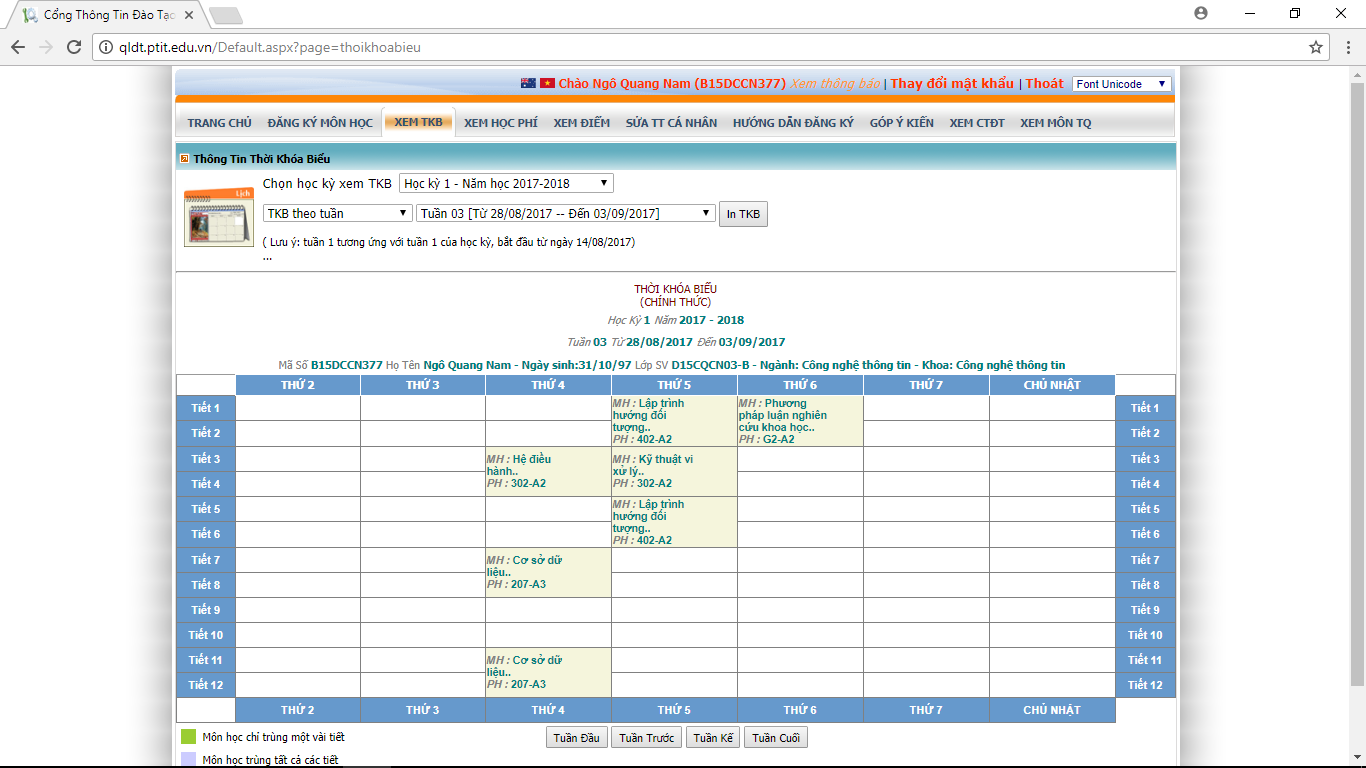 Cổng Thông Tin Đào Tạo
qldt.ptit.edu.vn/Default.aspx?page=thoikhoabieu
Chào Ngô Quang Nam (B15DCCN377) Xem thông báo | Thay đổi mật khẩu | Thoát Font Unicode
TRANG CHỦ ĐĂNG KÝ MÔN HỌC XEM TKB XEM HỌC PHÍ XEM ĐIỂM SỬA TT CÁ NHÂN HƯỚNG DẪN ĐĂNG KÝ GÓP Ý KIẾN XEM CTĐT XEM MÔN TQ
Thông Tin Thời Khóa Biểu
Lịch
Chọn học kỳ xem TKB Học kỳ 1 - Năm học 2017-2018
TKB theo tuần Tuần 03 [Từ 28/08/2017 -- Đến 03/09/2017] In TKB
( Lưu ý: tuần 1 tương ứng với tuần 1 của học kỳ, bắt đầu từ ngày 14/08/2017)
...
THỜI KHÓA BIỂU
(CHÍNH THỨC)
Học Kỳ 1 Năm 2017 - 2018
Tuần 03 Từ 28/08/2017 Đến 03/09/2017
Mã Số B15DCCN377 Họ Tên Ngô Quang Nam - Ngày sinh:31/10/97 Lớp SV D15CQCN03-B - Ngành: Công nghệ thông tin - Khoa: Công nghệ thông tin
THỨ 2 THỨ 3 THỨ 4 THỨ 5 THỨ 6 THỨ 7 CHỦ NHẬT
Tiết 1 Tiết 1
MH : Lập trình
hướng đối
tượng..
PH : 402-A2
MH : Phương
pháp luận nghiên
cứu khoa học..
PH : G2-A2
Tiết 2 Tiết 2
Tiết 3 Tiết 3
MH : Hệ điều
hành..
PH : 302-A2
MH : Kỹ thuật vi
xử lý..
PH : 302-A2
Tiết 4 Tiết 4
Tiết 5 Tiết 5
MH : Lập trình
hướng đối
tượng..
PH : 402-A2
Tiết 6 Tiết 6
Tiết 7 Tiết 7
MH : Cơ sở dữ
liệu..
PH : 207-A3
Tiết 8 Tiết 8
Tiết 9 Tiết 9
Tiết 10 Tiết 10
Tiết 11 Tiết 11
MH : Cơ sở dữ
liệu..
PH : 207-A3
Tiết 12 Tiết 12
THỨ 2 THỨ 3 THỨ 4 THỨ 5 THỨ 6 THỨ 7 CHỦ NHẬT
Môn học chỉ trùng một vài tiết Tuần Đầu Tuần Trước Tuần Kế Tuần Cuối
Môn học trùng tất cả các tiết